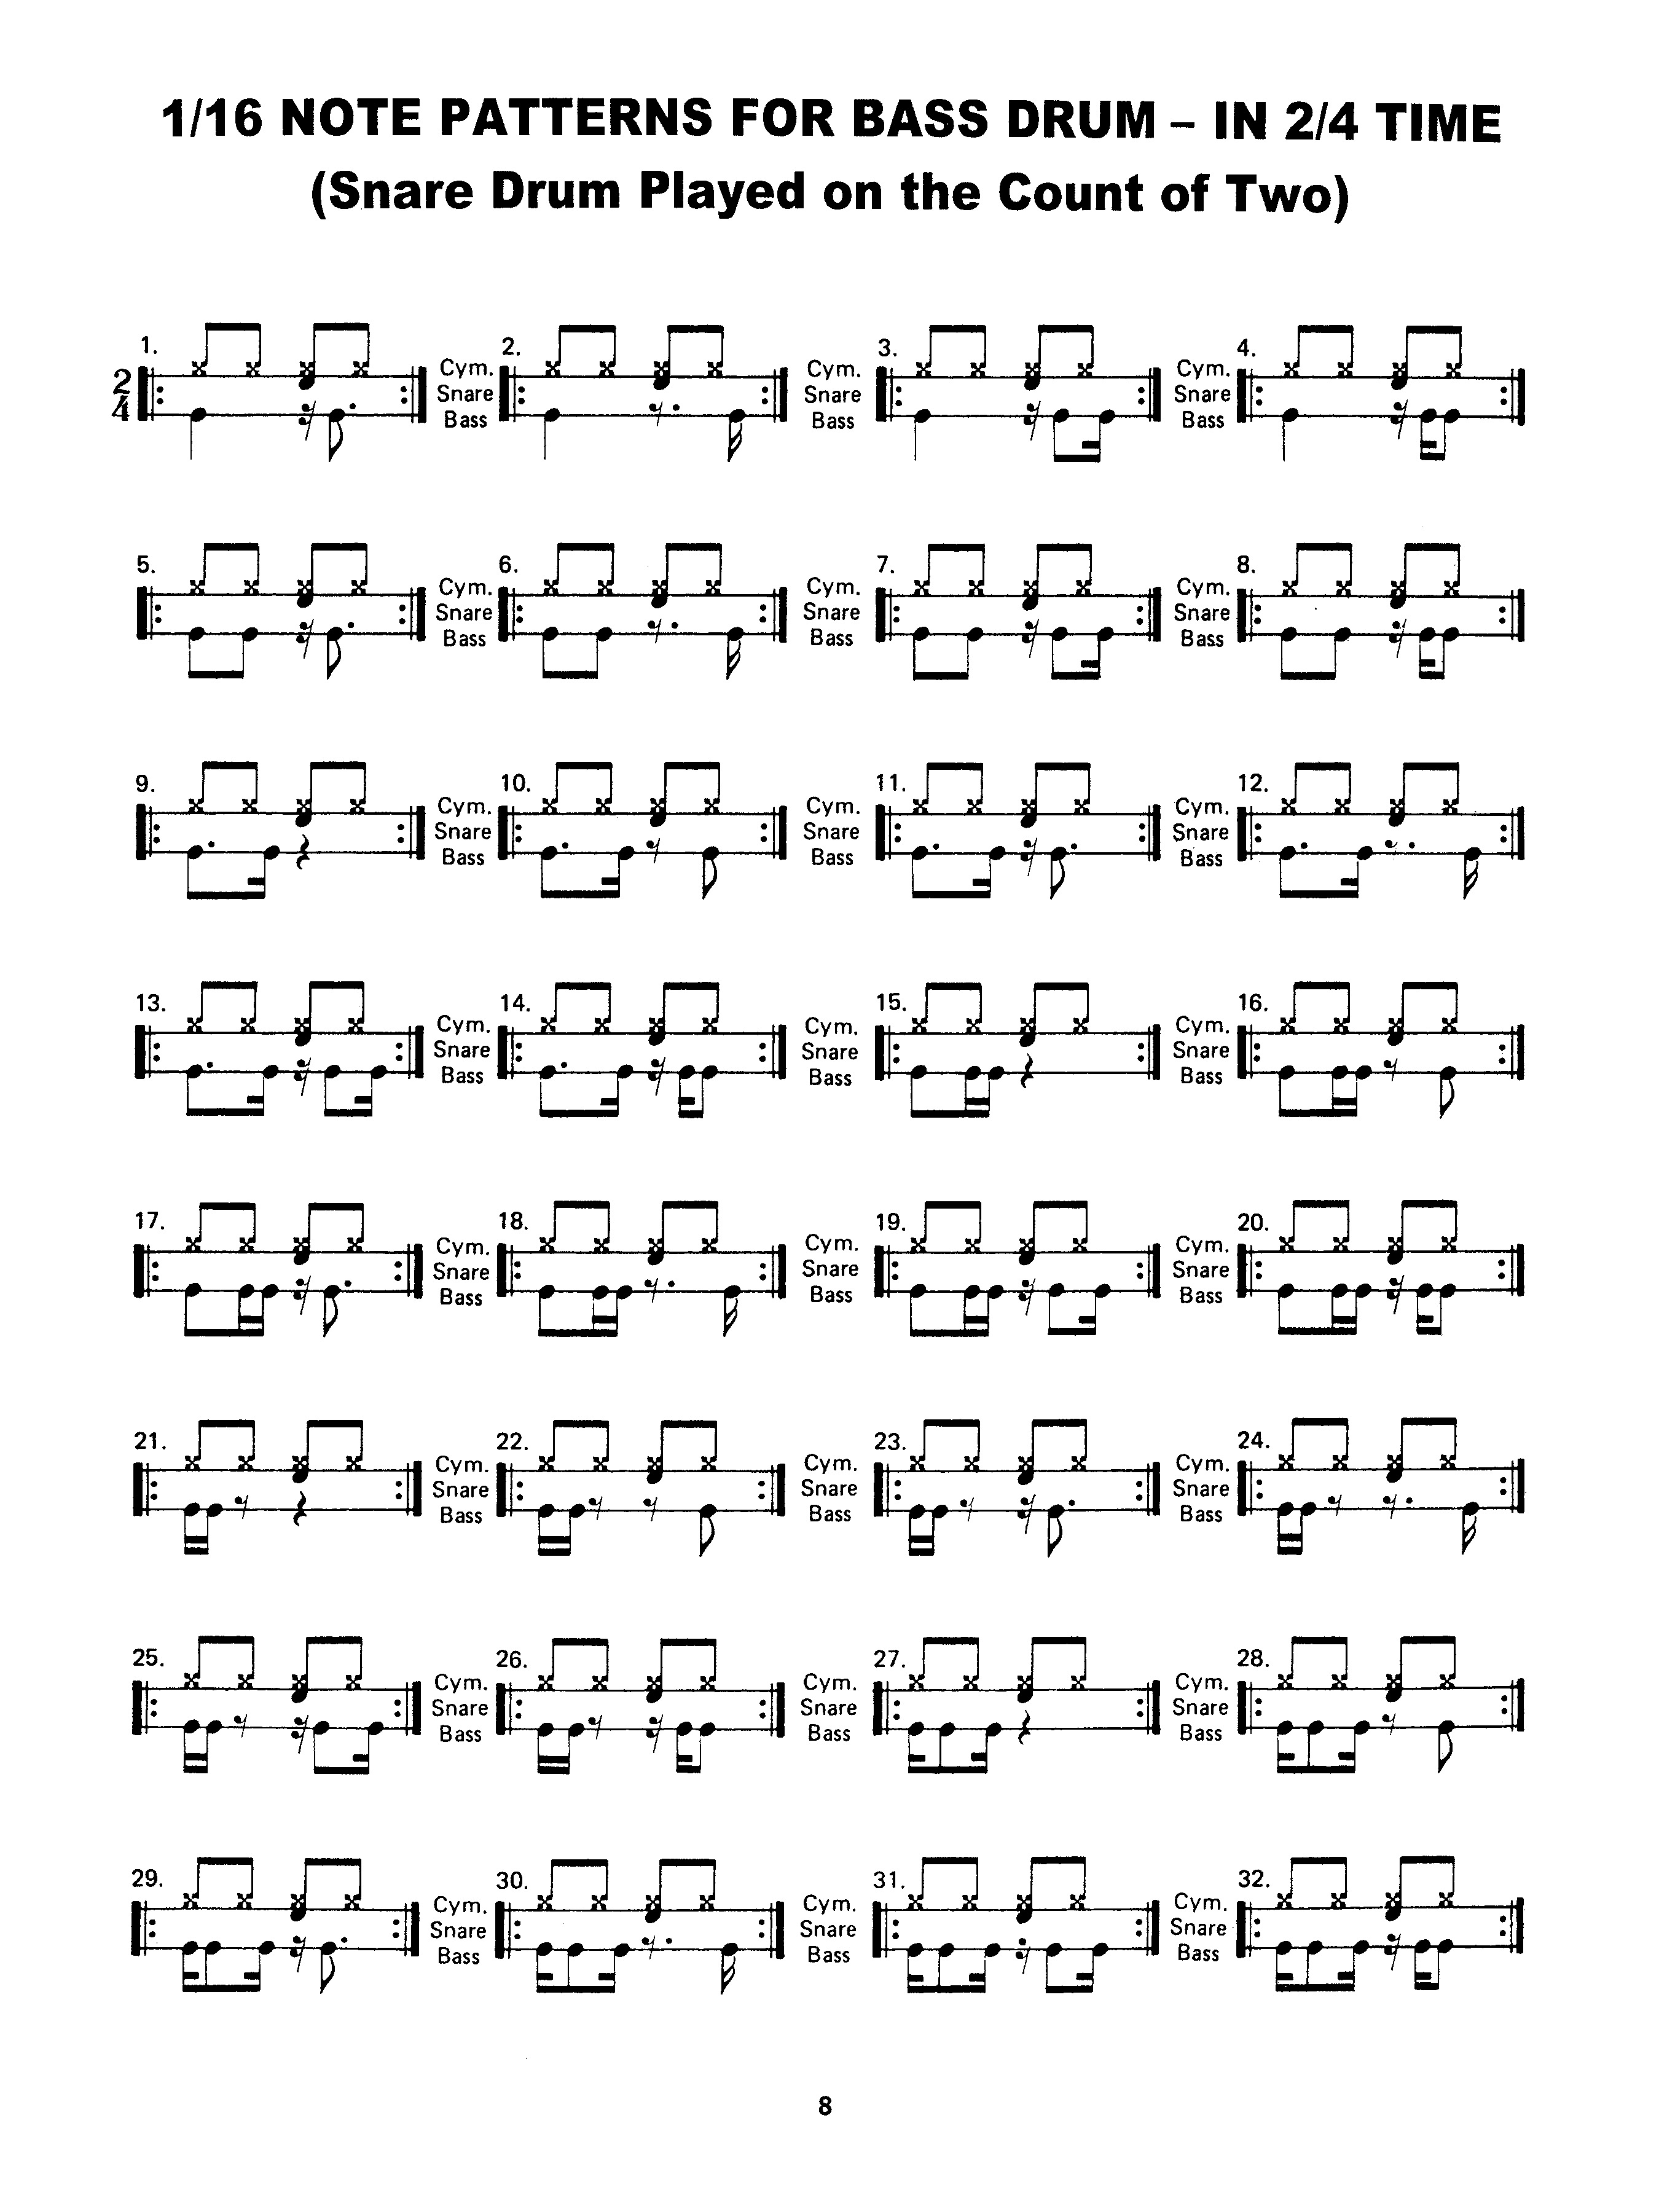 1/16 NOTE PATTERNS FOR BASS DRUM – IN 2/4 TIME
(Snare Drum Played on the Count of Two)
1. 2. 3. 4.
2 Cym. Cym. Cym.
4 Snare Snare Snare
Bass Bass Bass
5. 6. 7. 8.
Cym. Cym. Cym.
Snare Snare Snare
Bass Bass Bass
9. 10. 11. 12.
Cym. Cym. Cym.
Snare Snare Snare
Bass Bass Bass
13. 14. 15. 16.
Cym. Cym. Cym.
Snare Snare Snare
Bass Bass Bass
17. 18. 19. 20.
Cym. Cym. Cym.
Snare Snare Snare
Bass Bass Bass
21. 22. 23. 24.
Cym. Cym. Cym.
Snare Snare Snare
Bass Bass Bass
25. 26. 27. 28.
Cym. Cym. Cym.
Snare Snare Snare
Bass Bass Bass
29. 30. 31. 32.
Cym. Cym. Cym.
Snare Snare Snare
Bass Bass Bass
8